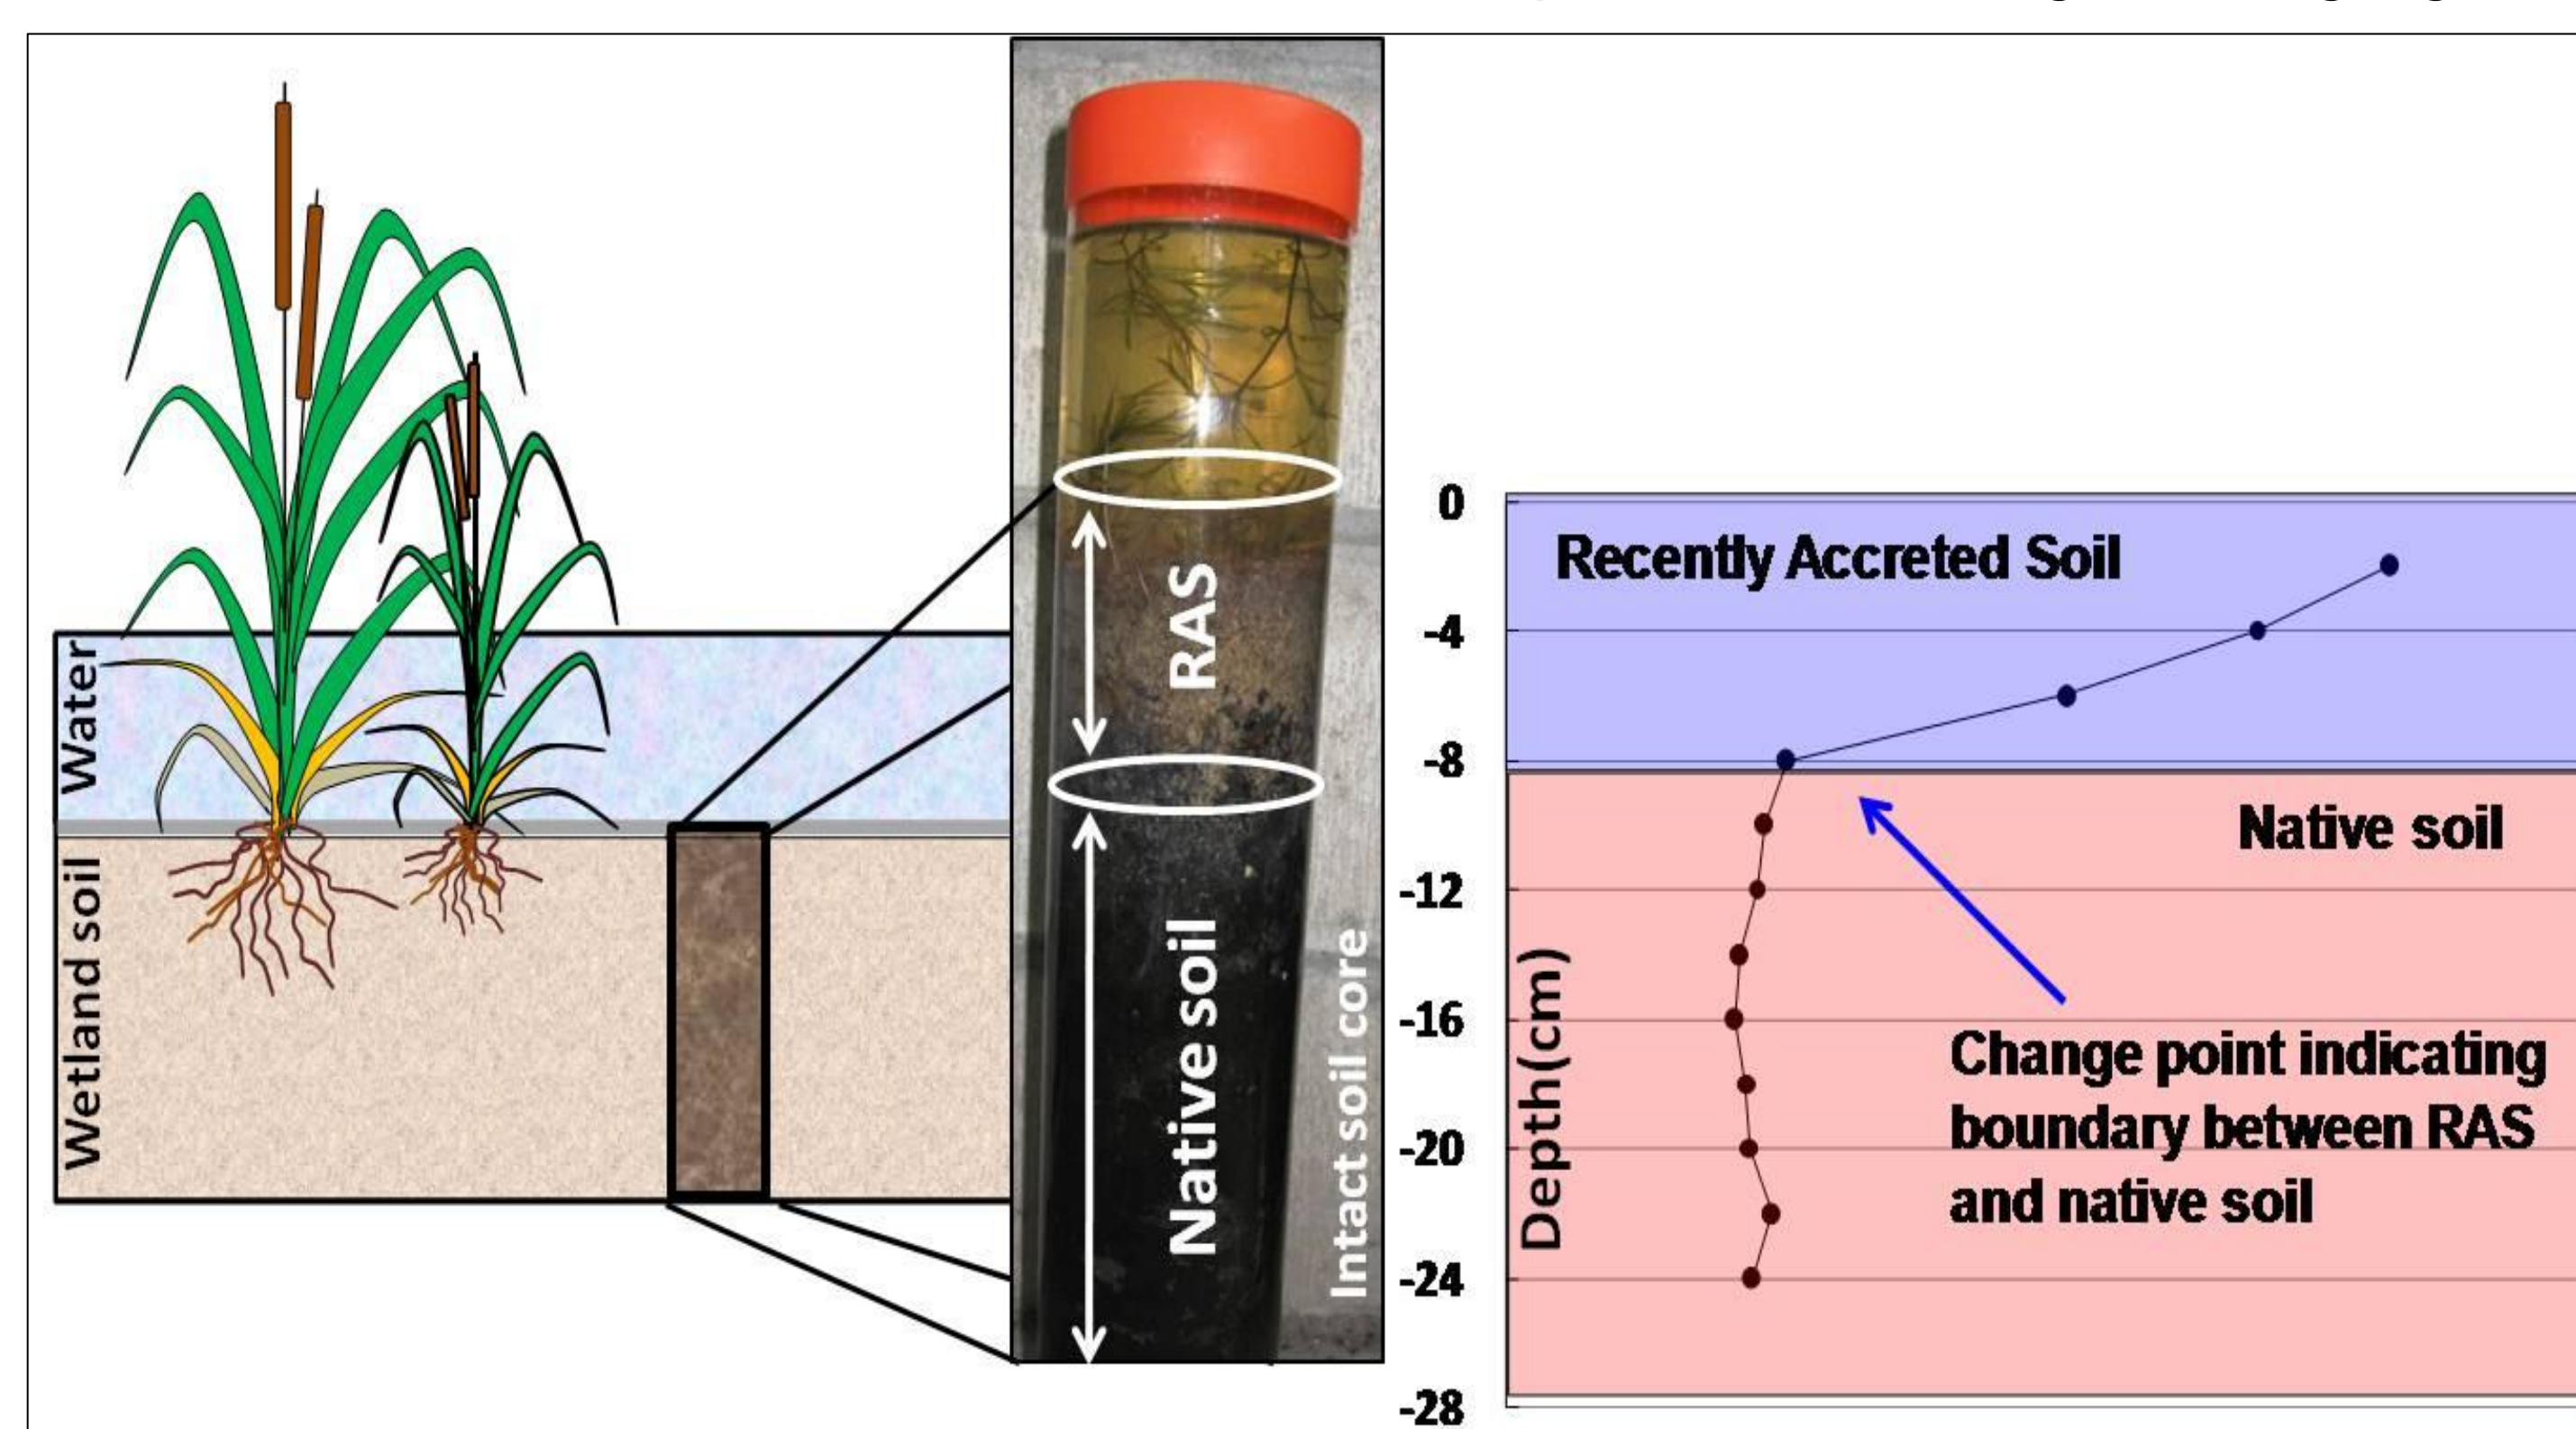 Water
Wetland soil
RAS
Native soil
Intact soil core
0
-4
-8
-12
-16
-20
-24
-28
Depth(cm)
Recently Accreted Soil
Native soil
Change point indicating
boundary between RAS
and native soil